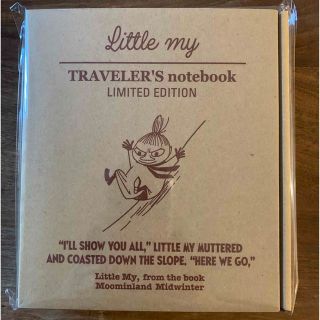 Little my
TRAVELER'S notebook
LIMITED EDITION
“I'LL SHOW YOU ALL,” LITTLE MY MUTTERED
AND COASTED DOWN THE SLOPE. “HERE WE GO,”
Little My, from the book
Moominland Midwinter